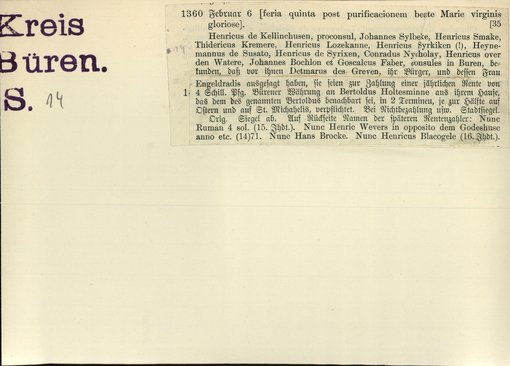 Kreis
Büren.
S. 14
1360 Februar 6 [feria quinta post purificacionem beate Marie virginis
gloriose]. [35
Henricus de Kellinchusen, proconsul, Johannes Sylbeke, Henricus Smake,
Thidericus Kremere, Henricus Lozekanne, Henricus Syrkiken (!), Heyne-
mannus de Susato, Henricus de Syrixen, Conradus Nycholay, Henricus over
den Watere, Johannes Bochlon et Goscalcus Faber, consules in Buren, be-
kunden, daß vor ihnen Detmarus des Greven, ihr Bürger, und dessen Frau
Engeldradis ausgesagt haben, sie seien zur Zahlung einer jährlichen Rente von
4 Schill. Pfg. Bürener Währung an Bertoldus Holtesminne aus ihrem Hause,
das dem des genannten Bertoldus benachbart sei, in 2 Terminen, je zur Hälfte auf
Ostern und auf St. Michaelis, verpflichtet. Bei Nichtbezahlung usw. Stadtsiegel.
Orig. Siegel ab. Auf Rückseite Namen der späteren Rentenzahler: Nunc
Ruman 4 sol. (15. Jhdt.). Nunc Henric Wevers in opposito dem Godeshuse
anno etc. (14)71. Nunc Hans Brocke. Nunc Henricus Blacogele (16. Jhdt.).